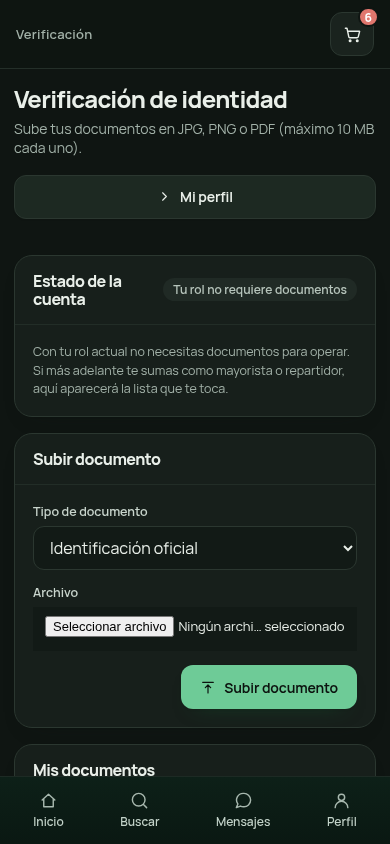 Verificación
6
Verificación de identidad
Sube tus documentos en JPG, PNG o PDF (máximo 10 MB
cada uno).
Mi perfil
Estado de la
cuenta
Tu rol no requiere documentos
Con tu rol actual no necesitas documentos para operar.
Si más adelante te sumas como mayorista o repartidor,
aquí aparecerá la lista que te toca.
Subir documento
Tipo de documento
Identificación oficial
Archivo
Seleccionar archivo Ningún archi... seleccionado
Subir documento
Mis documentos
Inicio Buscar Mensajes Perfil